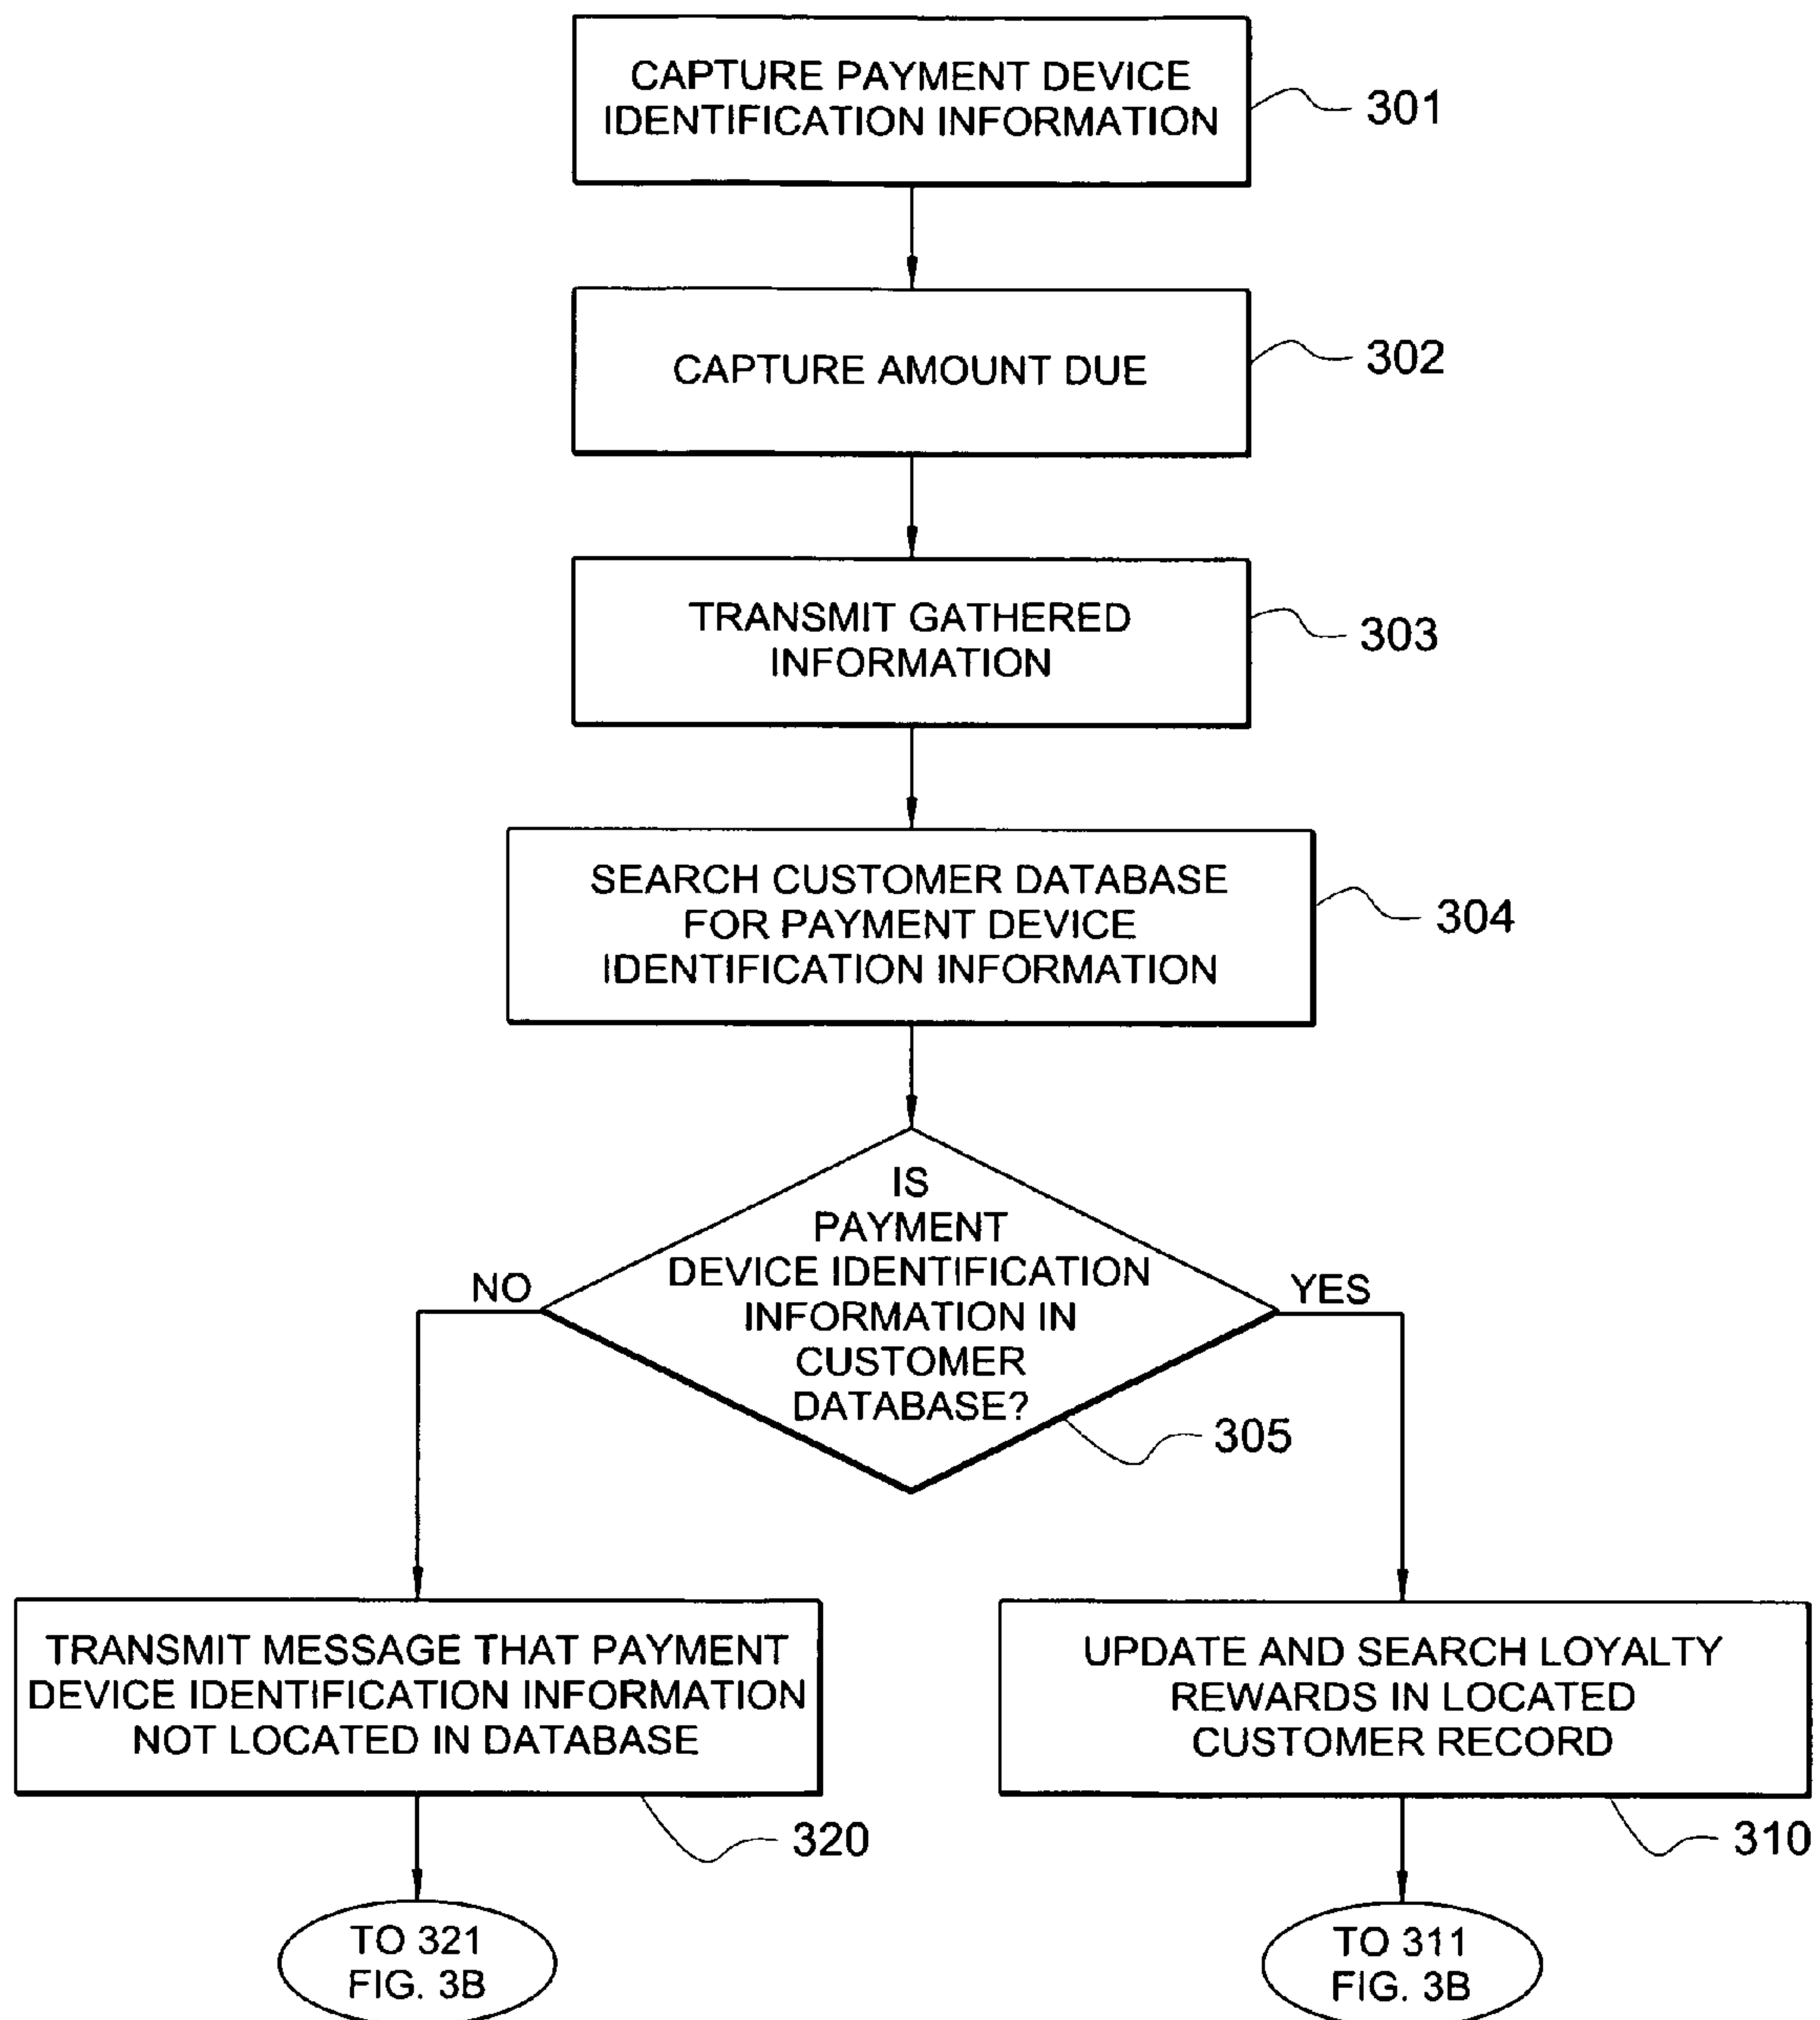 CAPTURE PAYMENT DEVICE
IDENTIFICATION INFORMATION
301
CAPTURE AMOUNT DUE
302
TRANSMIT GATHERED
INFORMATION
303
SEARCH CUSTOMER DATABASE
FOR PAYMENT DEVICE
IDENTIFICATION INFORMATION
304
IS
PAYMENT
DEVICE IDENTIFICATION
INFORMATION IN
CUSTOMER
DATABASE?
305
NO
YES
TRANSMIT MESSAGE THAT PAYMENT
DEVICE IDENTIFICATION INFORMATION
NOT LOCATED IN DATABASE
320
UPDATE AND SEARCH LOYALTY
REWARDS IN LOCATED
CUSTOMER RECORD
310
TO 321
FIG. 3B
TO 311
FIG. 3B